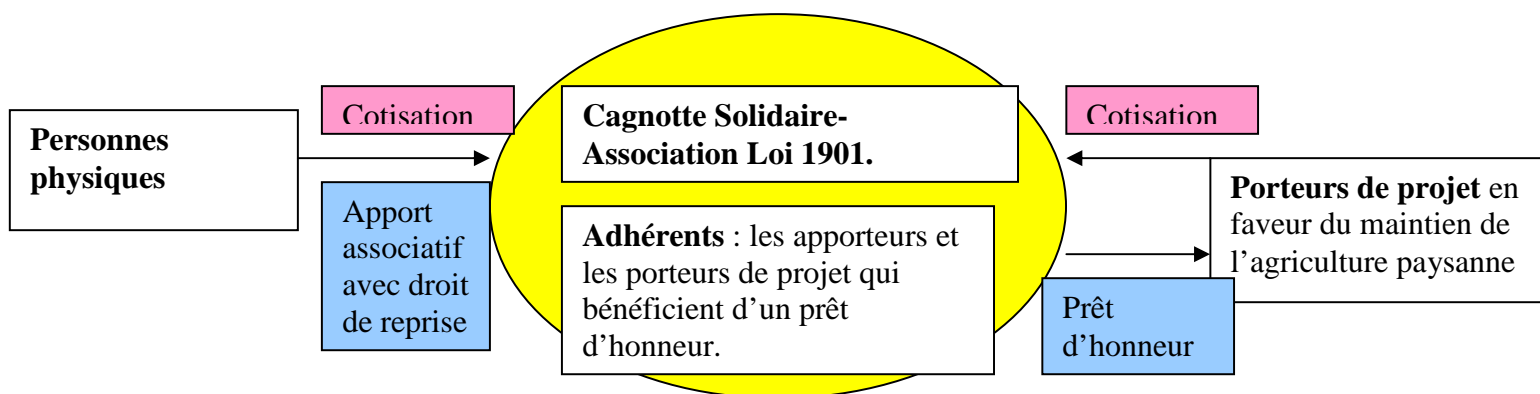 Personnes
physiques
Cotisation
Apport
associatif
avec droit
de reprise
Cagnotte Solidaire-
Association Loi 1901.
Adhérents : les apporteurs et
les porteurs de projet qui
bénéficient d’un prêt
d’honneur.
Cotisation
Prêt
d’honneur
Porteurs de projet en
faveur du maintien de
l’agriculture paysanne